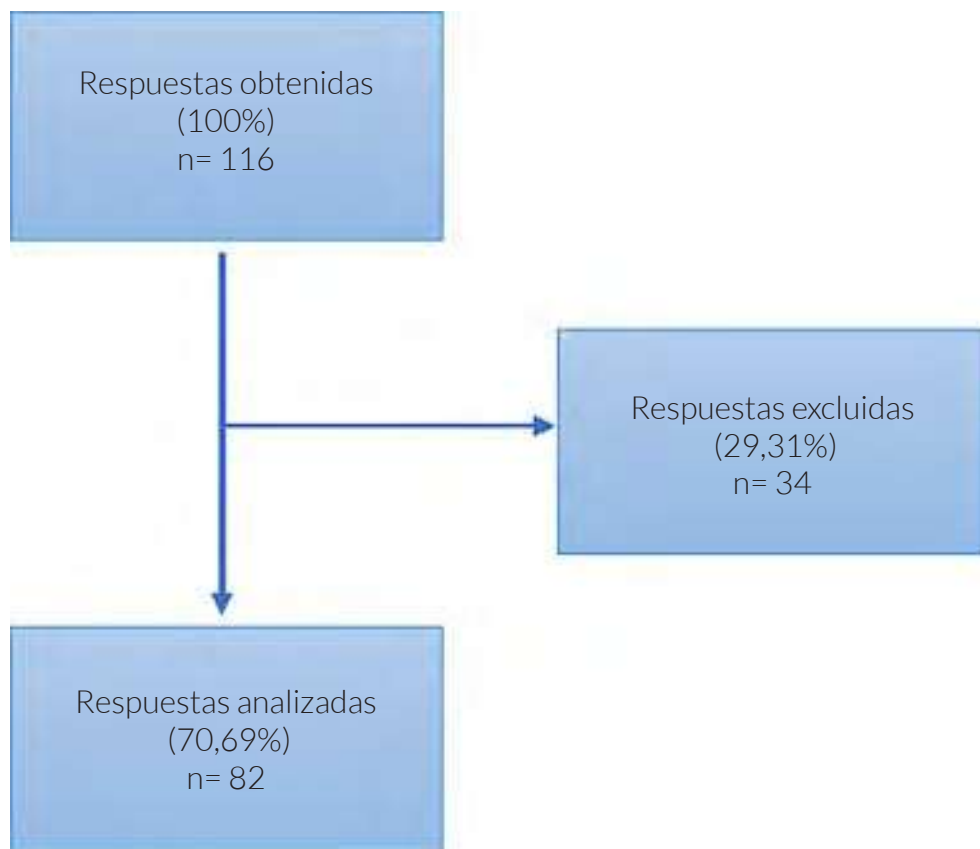 Respuestas obtenidas
(100%)
n= 116
Respuestas excluidas
(29,31%)
n= 34
Respuestas analizadas
(70,69%)
n= 82